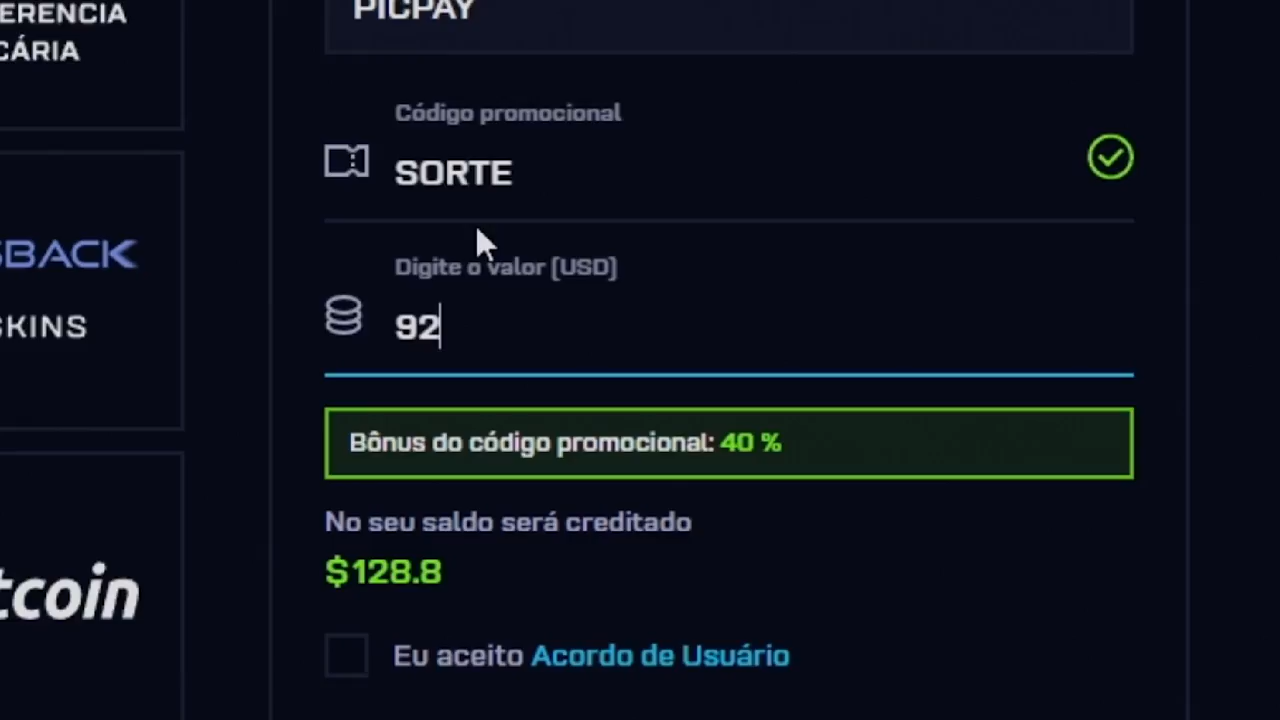 ERENCIA
CÁRIA
SBACK
SKINS
tcoin
PICPAY
Código promocional
SORTE
Digite o valor (USD)
92
Bônus do código promocional: 40 %
No seu saldo será creditado
$128.8
Eu aceito Acordo de Usuário